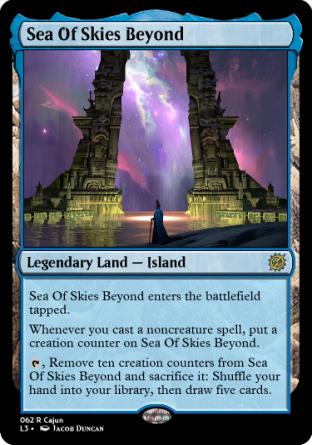 Sea Of Skies Beyond
Legendary Land — Island
Sea Of Skies Beyond enters the battlefield
tapped.
Whenever you cast a noncreature spell, put a
creation counter on Sea Of Skies Beyond.
, Remove ten creation counters from Sea
Of Skies Beyond and sacrifice it: Shuffle your
hand into your library, then draw five cards.
062 R Cajun
L3 • Jacob Duncan